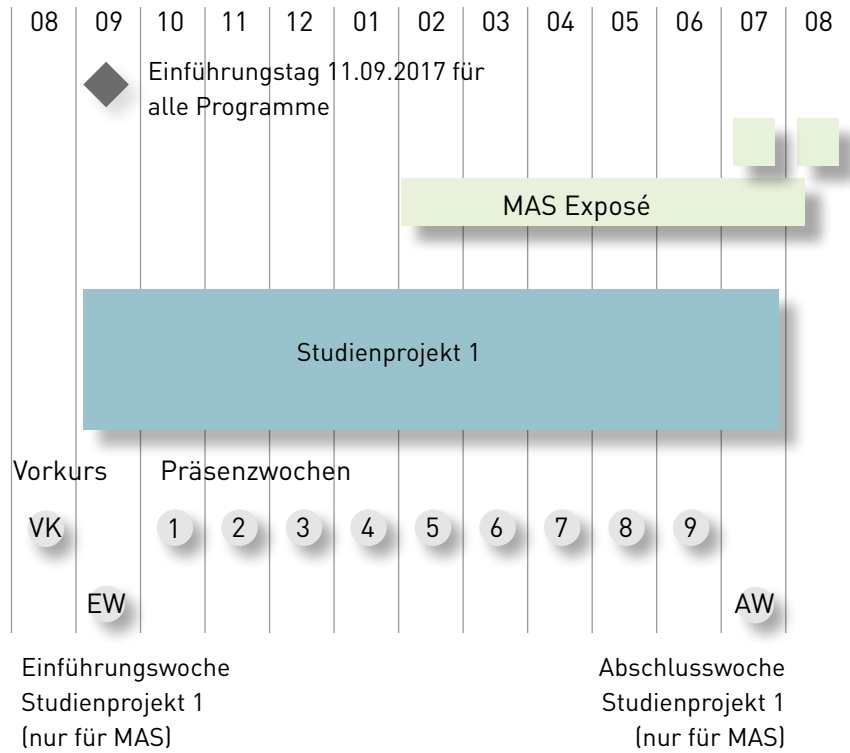 08 09 10 11 12 01 02 03 04 05 06 07 08
Einführungstag 11.09.2017 für
alle Programme
MAS Exposé
Studienprojekt 1
Vorkurs Präsenzwochen
VK 1 2 3 4 5 6 7 8 9
EW AW
Einführungswoche
Studienprojekt 1
(nur für MAS)
Abschlusswoche
Studienprojekt 1
(nur für MAS)